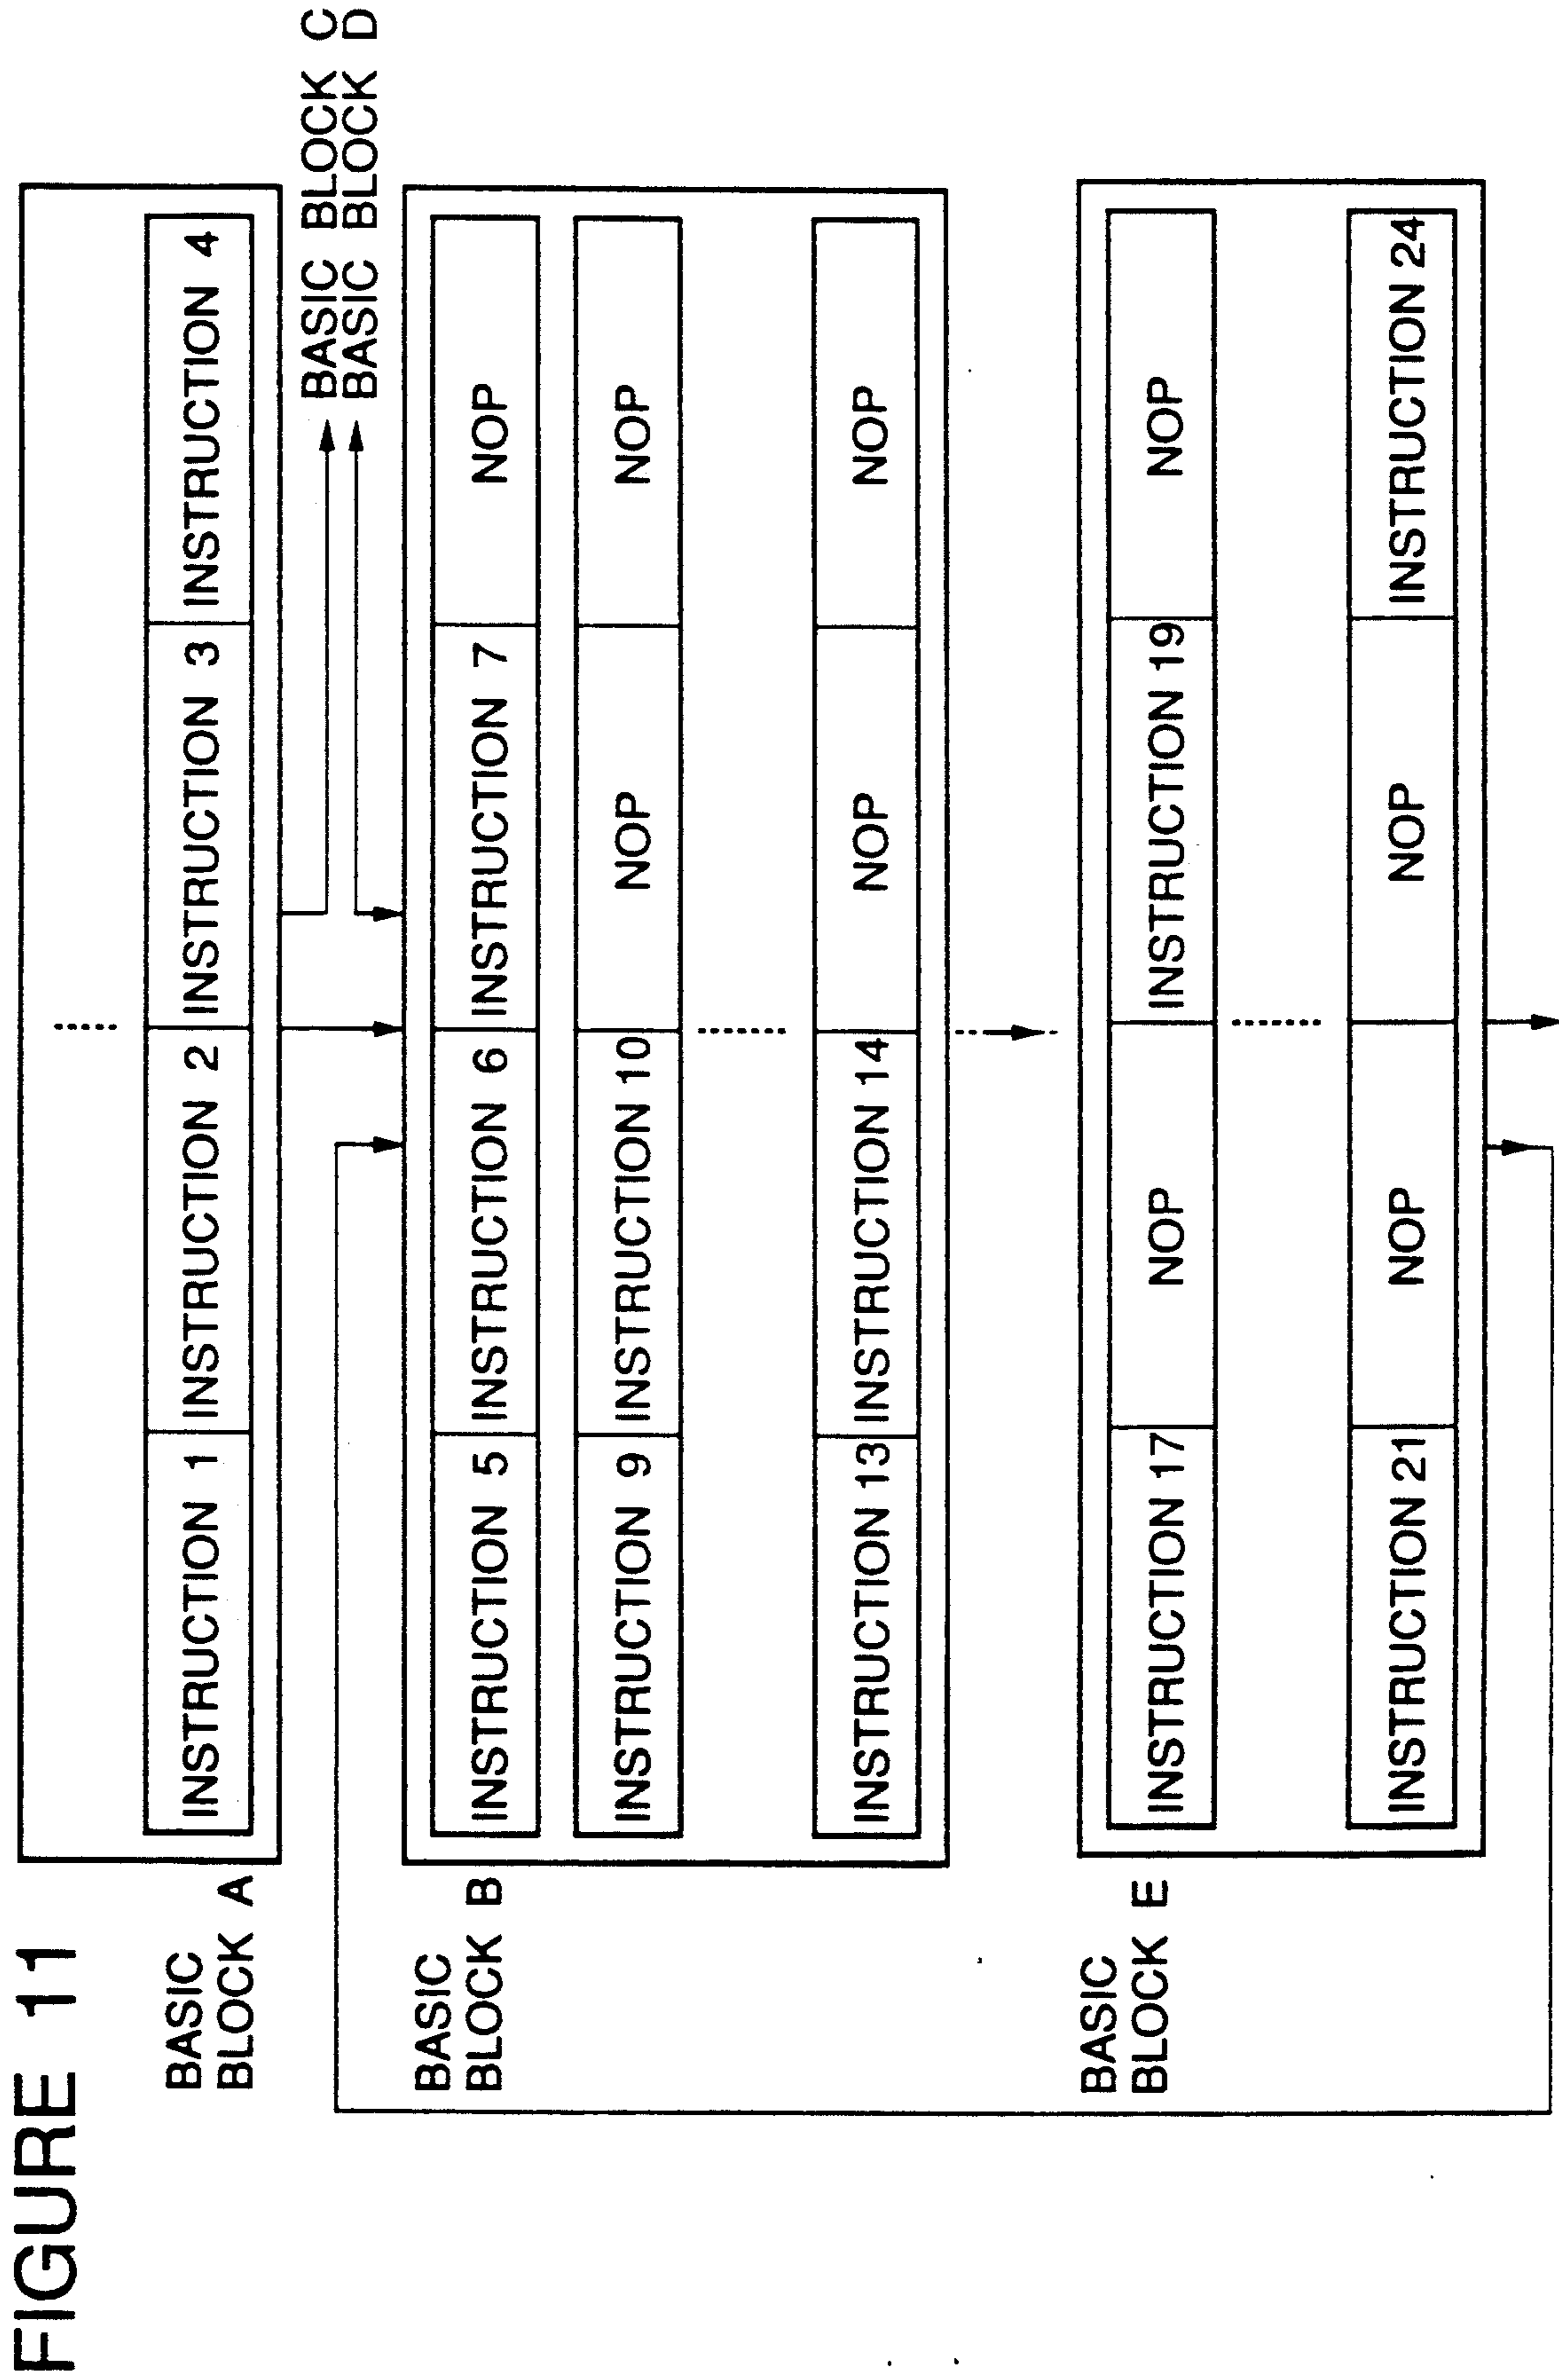 FIGURE 11
BASIC
BLOCK A
INSTRUCTION 1 INSTRUCTION 2 INSTRUCTION 3 INSTRUCTION 4
BASIC BLOCK C
BASIC BLOCK D
BASIC
BLOCK B
INSTRUCTION 5 INSTRUCTION 6 INSTRUCTION 7 NOP
INSTRUCTION 9 INSTRUCTION 10 NOP NOP
INSTRUCTION 13 INSTRUCTION 14 NOP NOP
BASIC
BLOCK E
INSTRUCTION 17 NOP INSTRUCTION 19 NOP
INSTRUCTION 21 NOP NOP INSTRUCTION 24